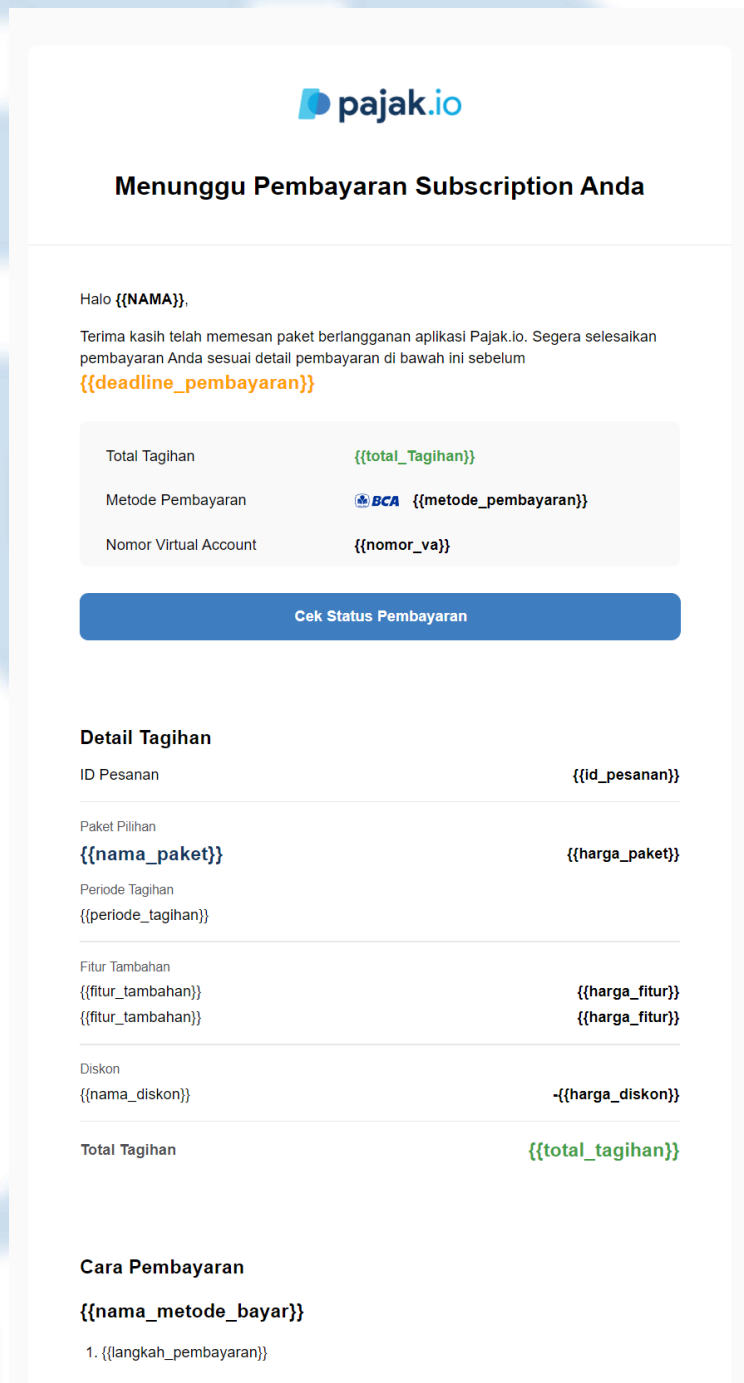 pajak.io
Menunggu Pembayaran Subscription Anda
Halo {{NAMA}},
Terima kasih telah memesan paket berlangganan aplikasi Pajak.io. Segera selesaikan
pembayaran Anda sesuai detail pembayaran di bawah ini sebelum
{{deadline_pembayaran}}
Total Tagihan {{total_Tagihan}}
Metode Pembayaran BCA {{metode_pembayaran}}
Nomor Virtual Account {{nomor_va}}
Cek Status Pembayaran
Detail Tagihan
ID Pesanan {{id_pesanan}}
Paket Pilihan
{{nama_paket}} {{harga_paket}}
Periode Tagihan
{{periode_tagihan}}
Fitur Tambahan
{{fitur_tambahan}} {{harga_fitur}}
{{fitur_tambahan}} {{harga_fitur}}
Diskon
{{nama_diskon}} -{{harga_diskon}}
Total Tagihan {{total_tagihan}}
Cara Pembayaran
{{nama_metode_bayar}}
1. {{langkah_pembayaran}}